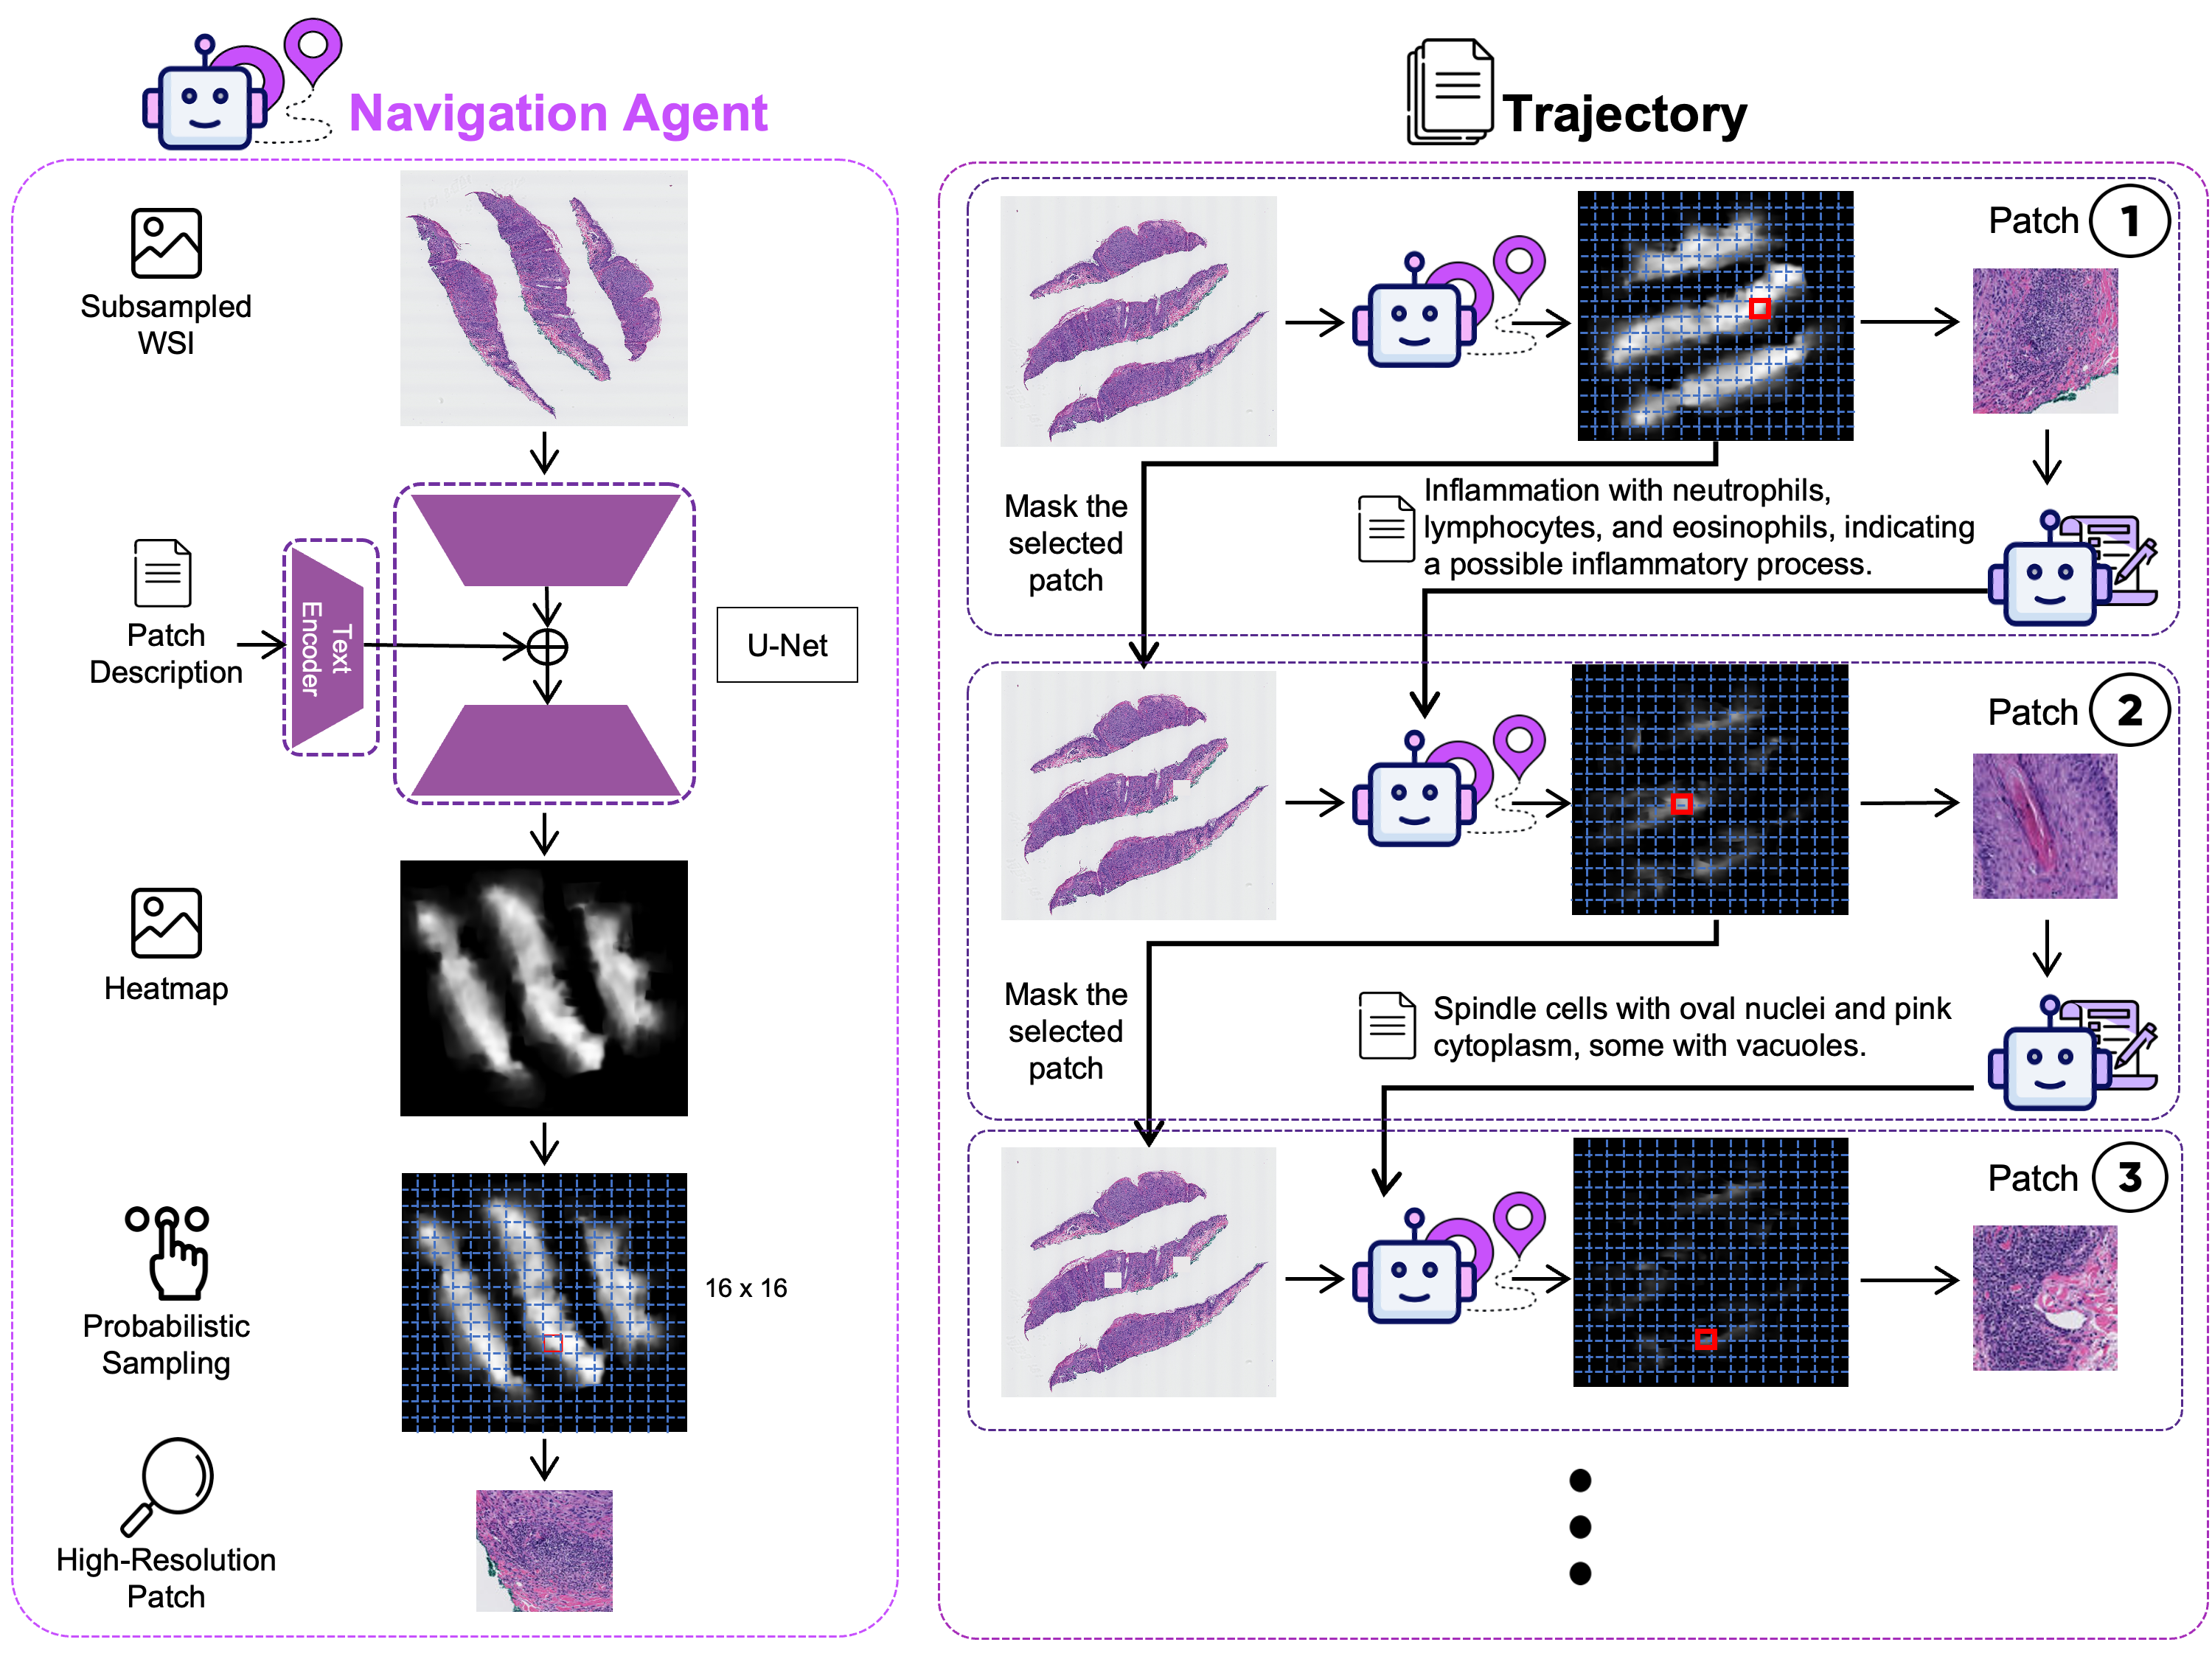 Navigation Agent
Subsampled
WSI
Patch
Description
Text
Encoder
U-Net
Heatmap
Probabilistic
Sampling
16 x 16
High-Resolution
Patch
Trajectory
Patch 1
Mask the
selected
patch
Inflammation with neutrophils,
lymphocytes, and eosinophils, indicating
a possible inflammatory process.
Patch 2
Mask the
selected
patch
Spindle cells with oval nuclei and pink
cytoplasm, some with vacuoles.
Patch 3